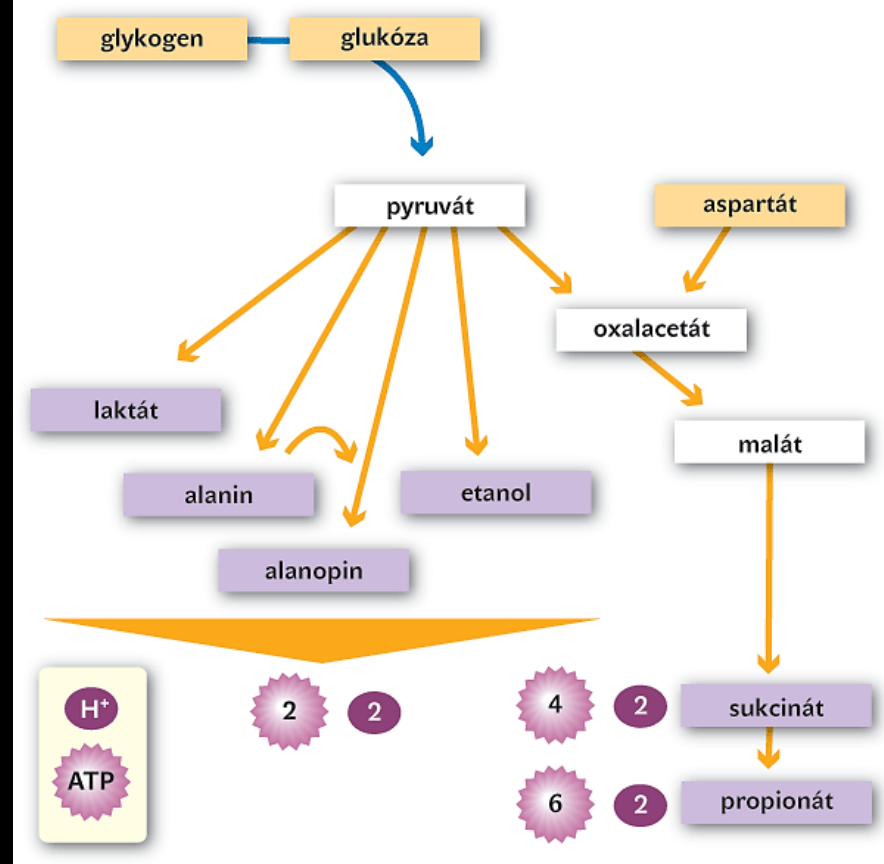 glykogen
glukóza
pyruvát
aspartát
oxalacetát
laktát
malát
alanin
etanol
alanopin
H⁺
ATP
2
2
4
2
sukcinát
6
2
propionát